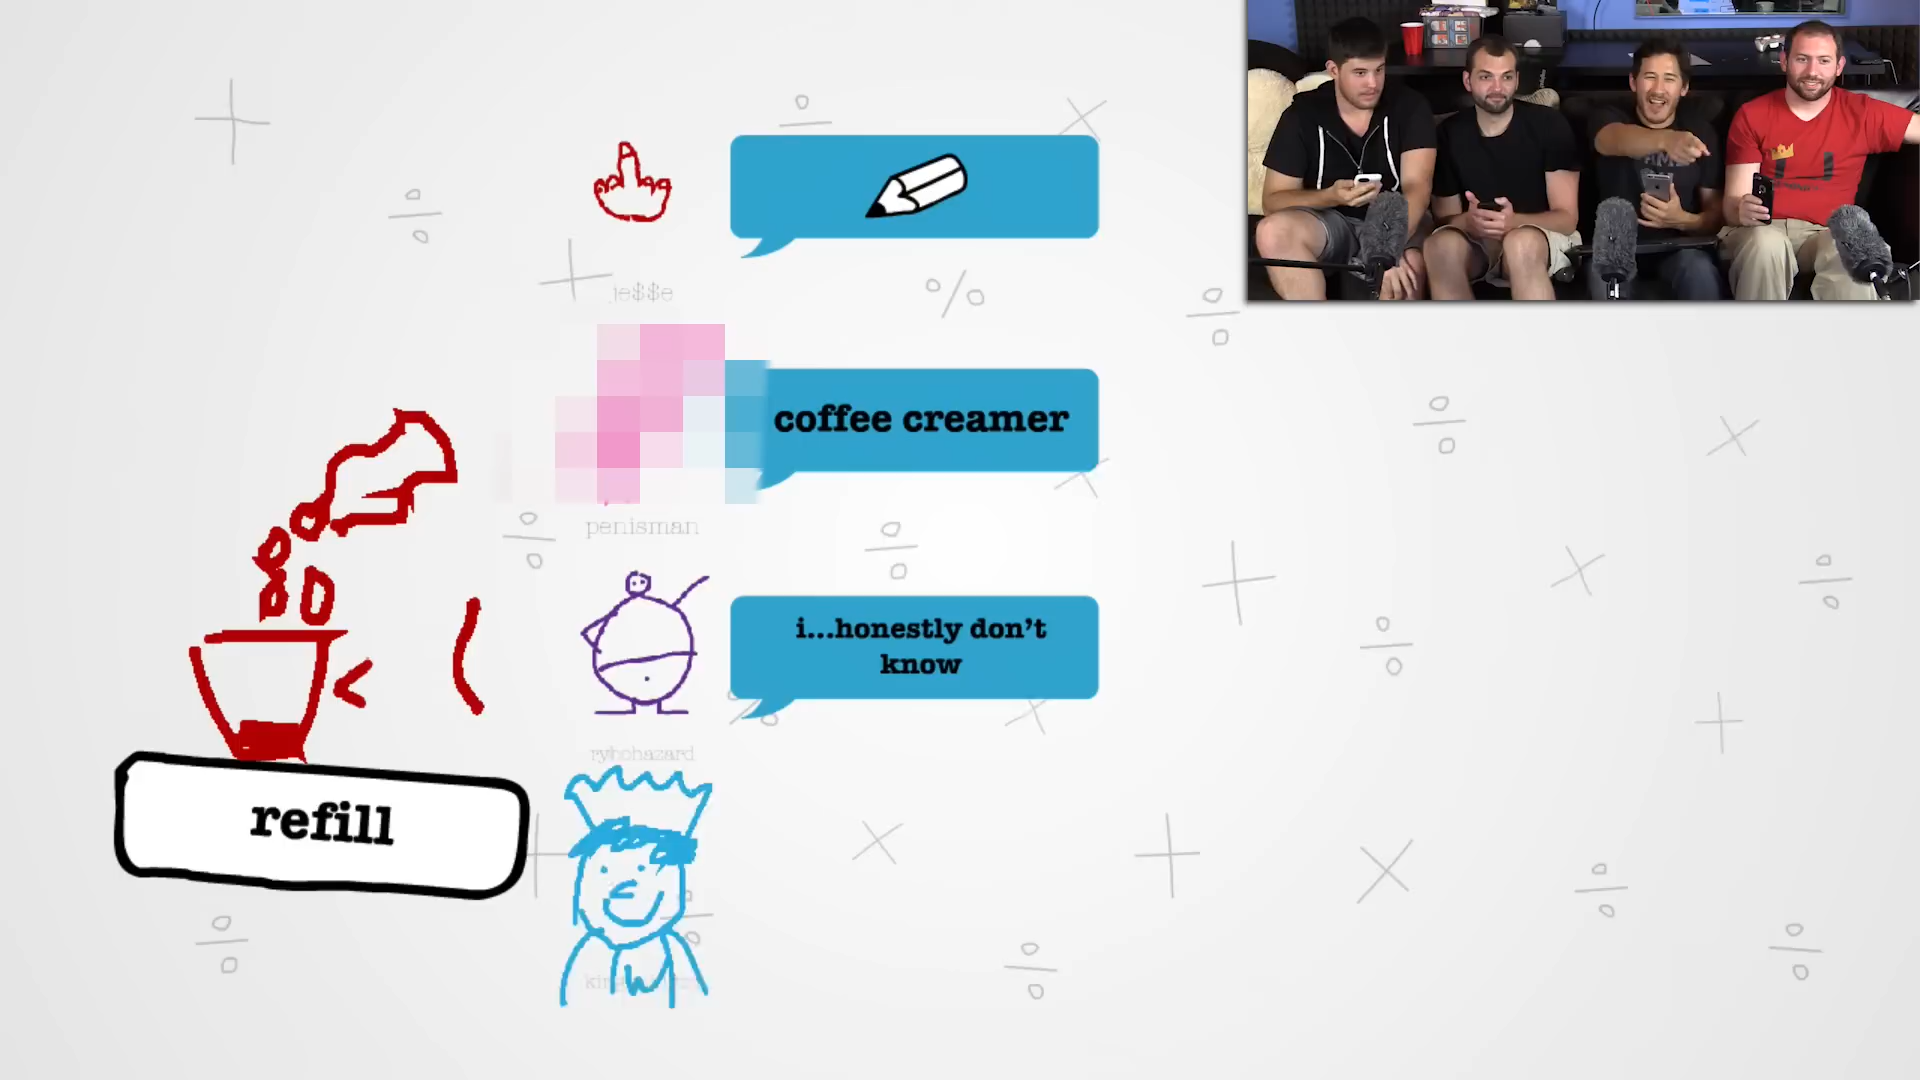 je$$e
coffee creamer
penisman
i...honestly don't
know
refill